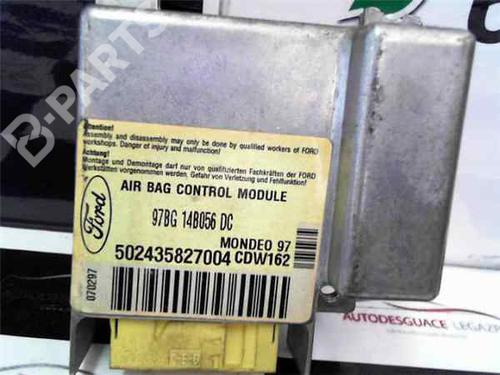 B-PARTS
Attention!
Assembly and disassembly may only be done by qualified workers of FORD
workshops. Danger of injury and malfunction!
Achtung!
Montage und Demontage darf nur von qualifizierten Fachkräften der FORD
Werkstätten vorgenommen werden, Gefahr von Verletzung und Fehlfunktion!
AIR BAG CONTROL MODULE
Ford
97BG 14B056 DC
MONDEO 97
502435827004 CDW162
070297
AUTODESGUACE LEGAZPI